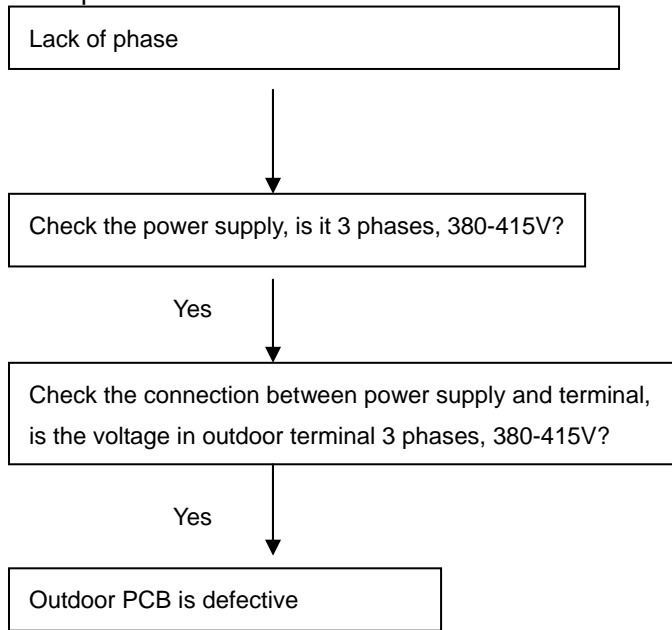 Lack of phase
Check the power supply, is it 3 phases, 380-415V?
Yes
Check the connection between power supply and terminal,
is the voltage in outdoor terminal 3 phases, 380-415V?
Yes
Outdoor PCB is defective